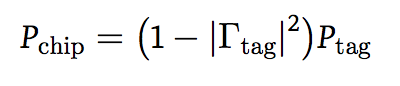 P_chip = (1 − |Γ_tag|²)P_tag